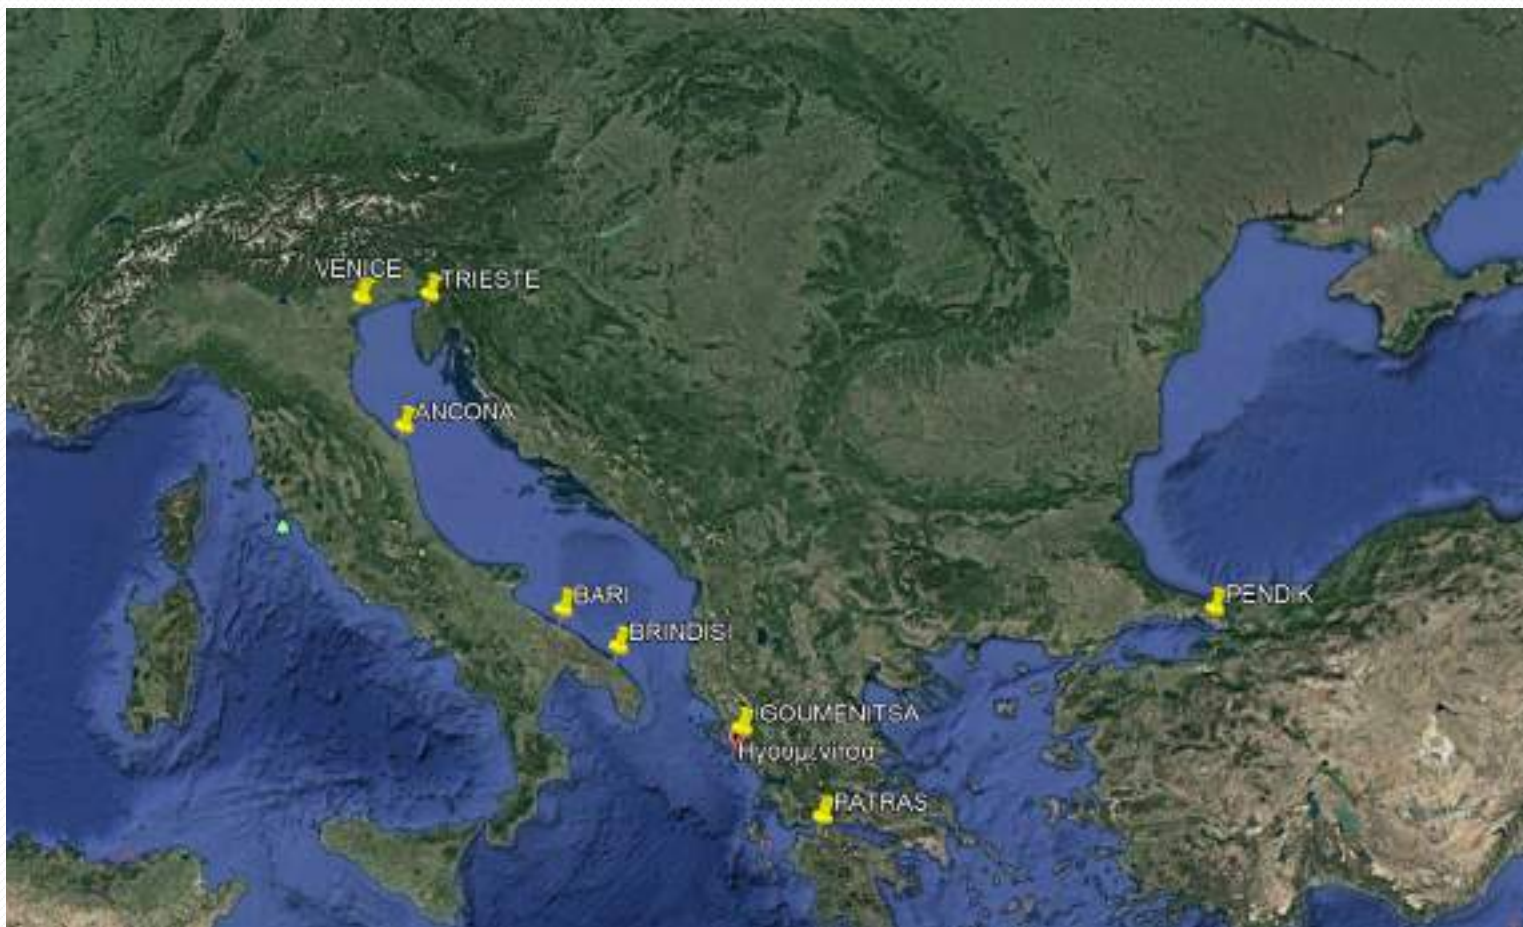 VENICE
TRIESTE
ANCONA
BARI
BRINDISI
PENDIK
IGOUMENITSA
Ηγουμενίτσα
PATRAS